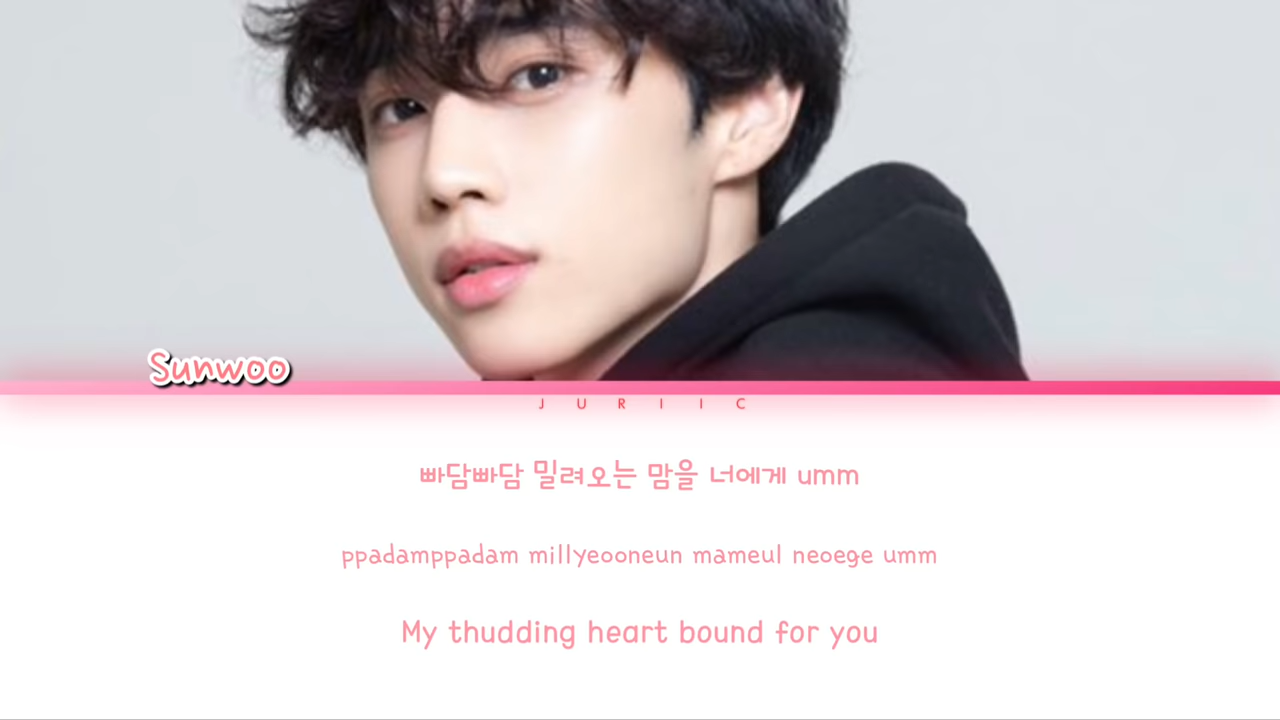 Sunwoo
JURIIC
빠담빠담 밀려오는 맘을 너에게 umm
ppadamppadam millyeooneun mameul neoege umm
My thudding heart bound for you